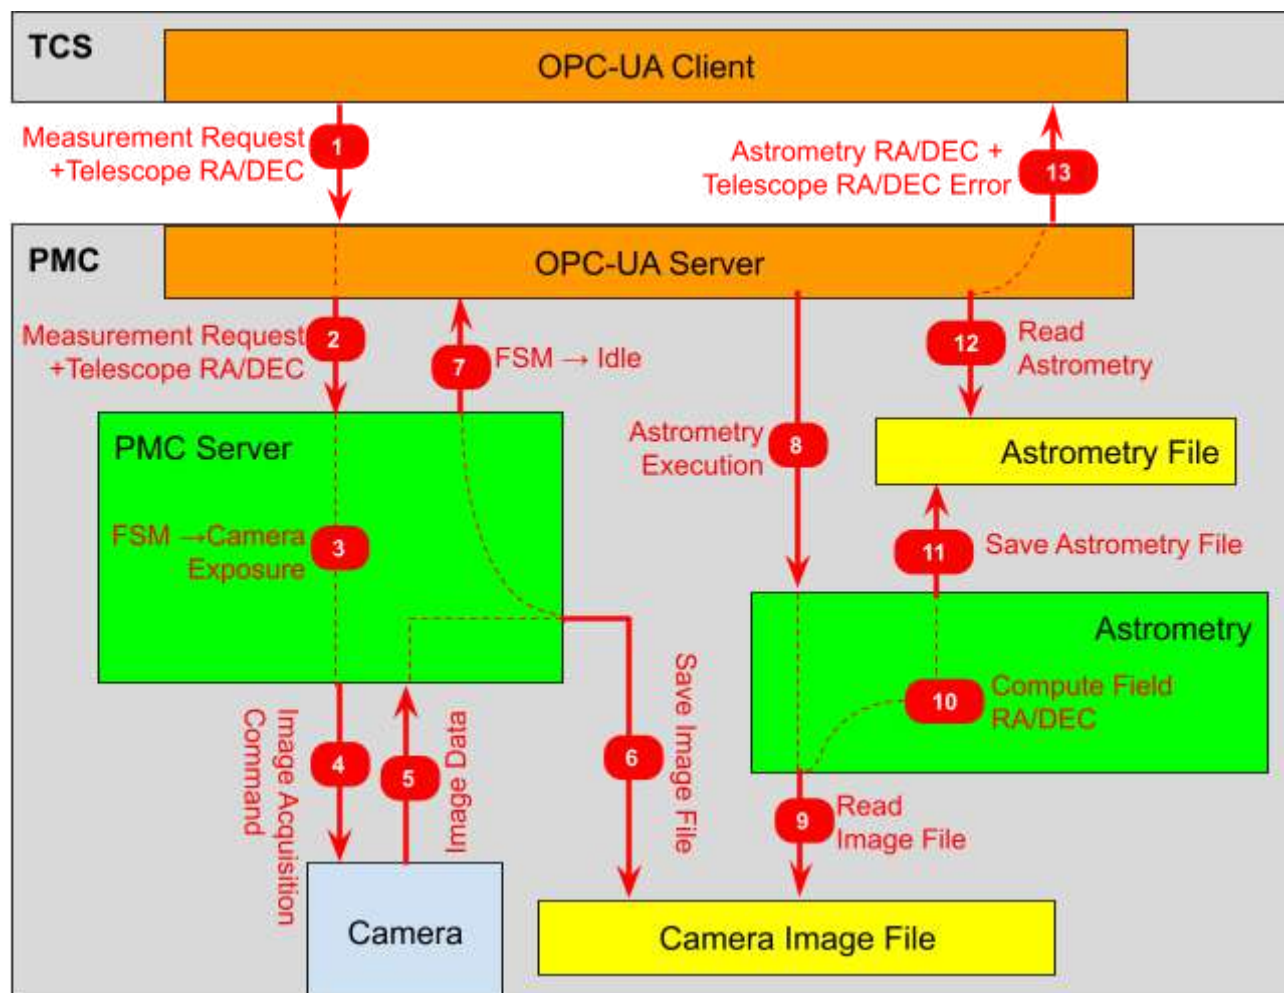 TCS
OPC-UA Client
Measurement Request
+Telescope RA/DEC
1
Astrometry RA/DEC +
Telescope RA/DEC Error
13
PMC
OPC-UA Server
Measurement Request
+Telescope RA/DEC
2
7
FSM → Idle
12
Read
Astrometry
PMC Server
Astrometry
Execution
8
Astrometry File
FSM →Camera
Exposure
3
11
Save Astrometry File
Astrometry
10
Compute Field
RA/DEC
Image Acquisition
Command
4
5
Image Data
6
Save Image File
9
Read
Image File
Camera
Camera Image File